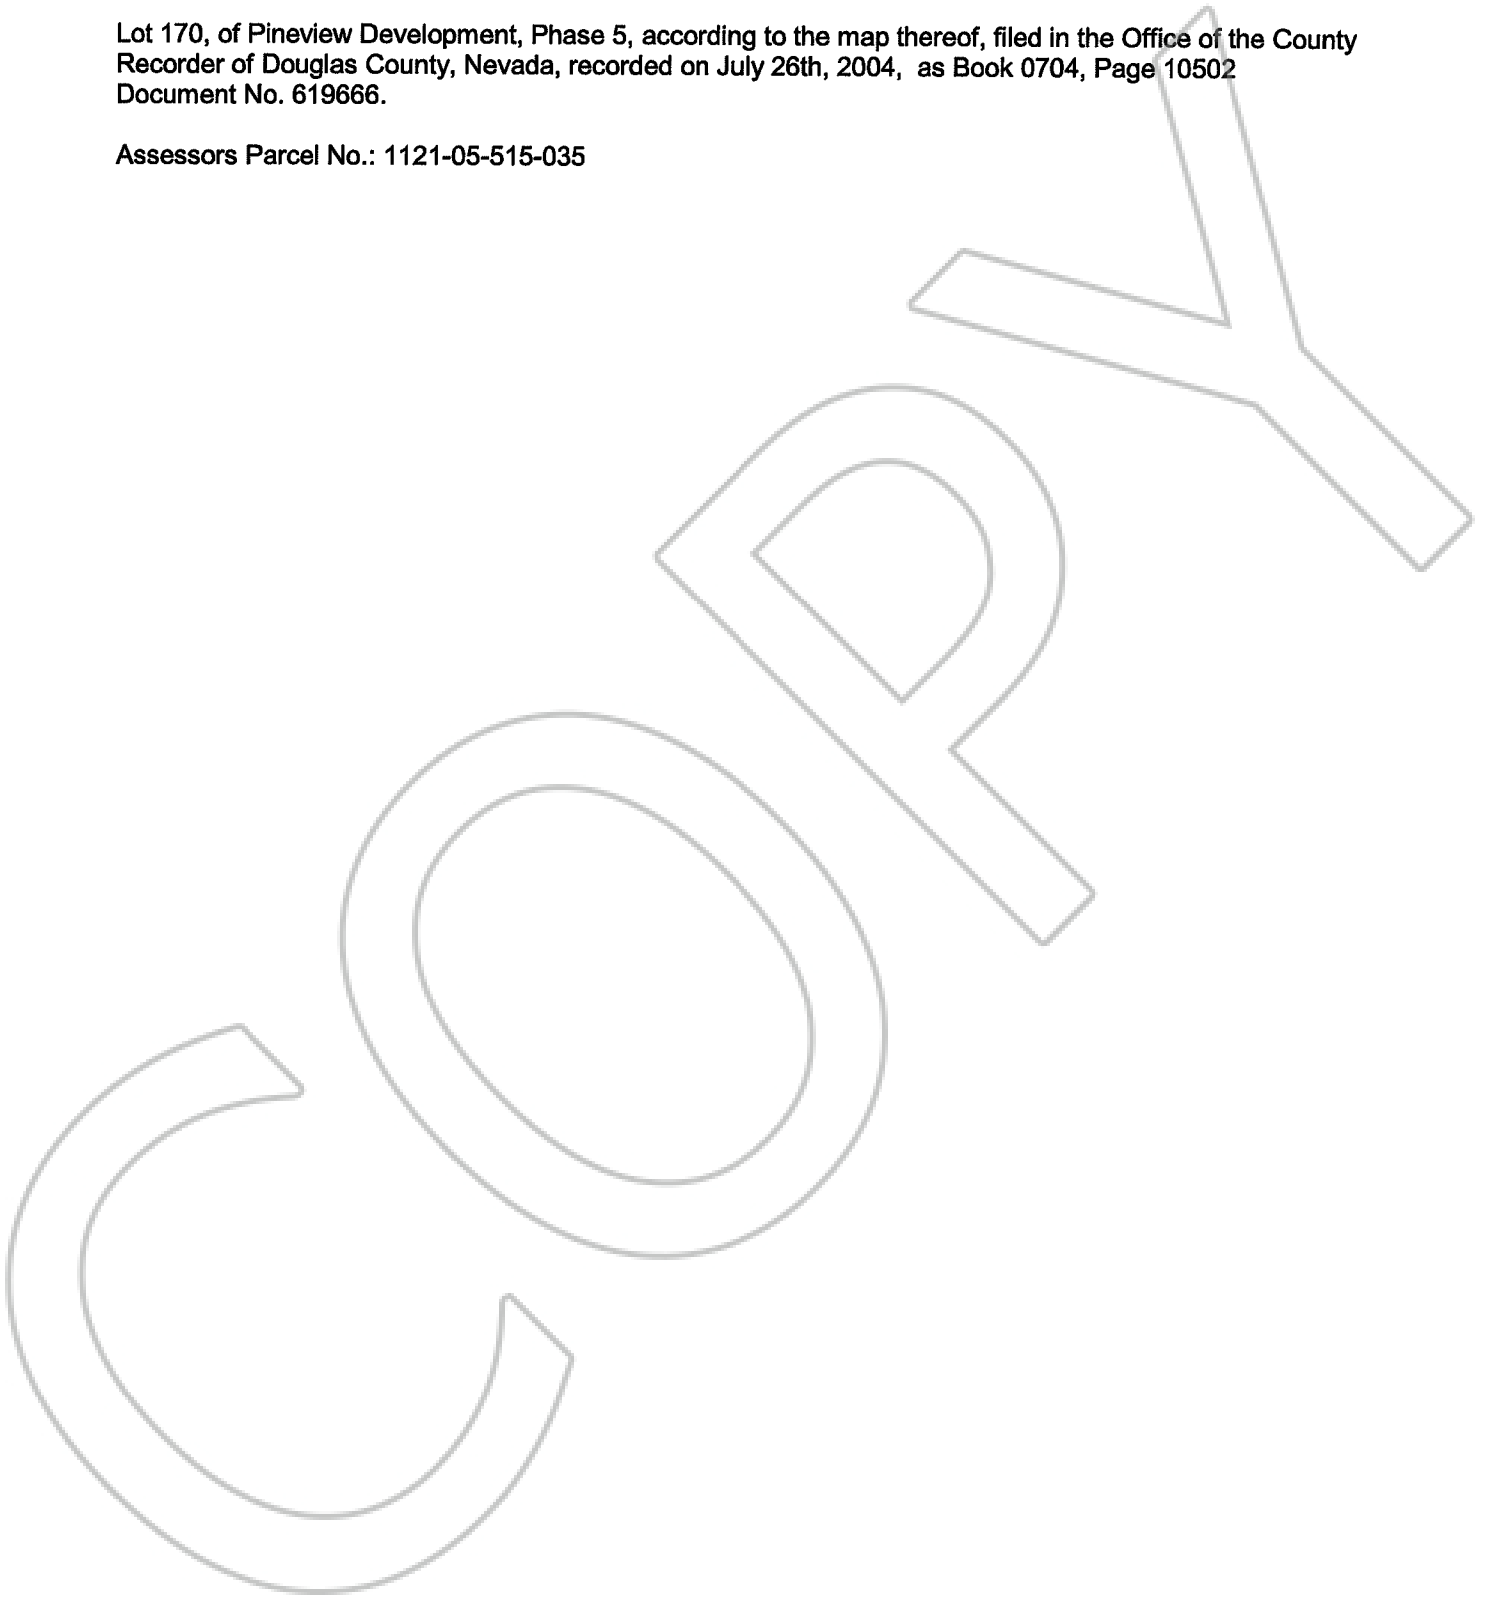 Lot 170, of Pineview Development, Phase 5, according to the map thereof, filed in the Office of the County
Recorder of Douglas County, Nevada, recorded on July 26th, 2004,  as Book 0704, Page 10502
Document No. 619666.
Assessors Parcel No.: 1121-05-515-035
COPY